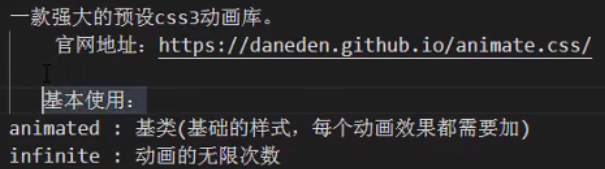 一款强大的预设css3动画库。
官网地址：https://daneden.github.io/animate.css/
基本使用：
animated : 基类(基础的样式，每个动画效果都需要加)
infinite : 动画的无限次数